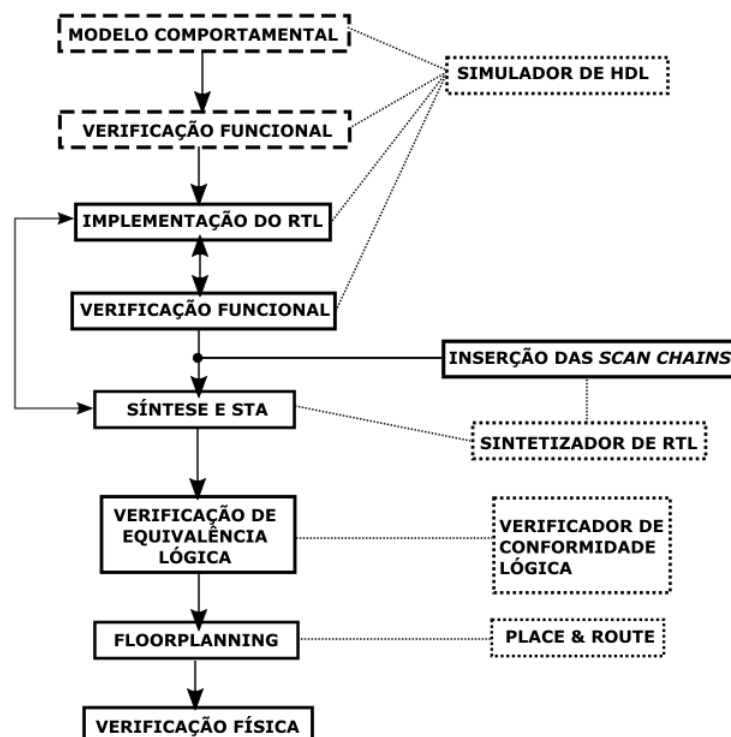 MODELO COMPORTAMENTAL
SIMULADOR DE HDL
VERIFICAÇÃO FUNCIONAL
IMPLEMENTAÇÃO DO RTL
VERIFICAÇÃO FUNCIONAL
INSERÇÃO DAS SCAN CHAINS
SÍNTESE E STA
SINTETIZADOR DE RTL
VERIFICAÇÃO DE
EQUIVALÊNCIA
LÓGICA
VERIFICADOR DE
CONFORMIDADE
LÓGICA
FLOORPLANNING
PLACE & ROUTE
VERIFICAÇÃO FÍSICA